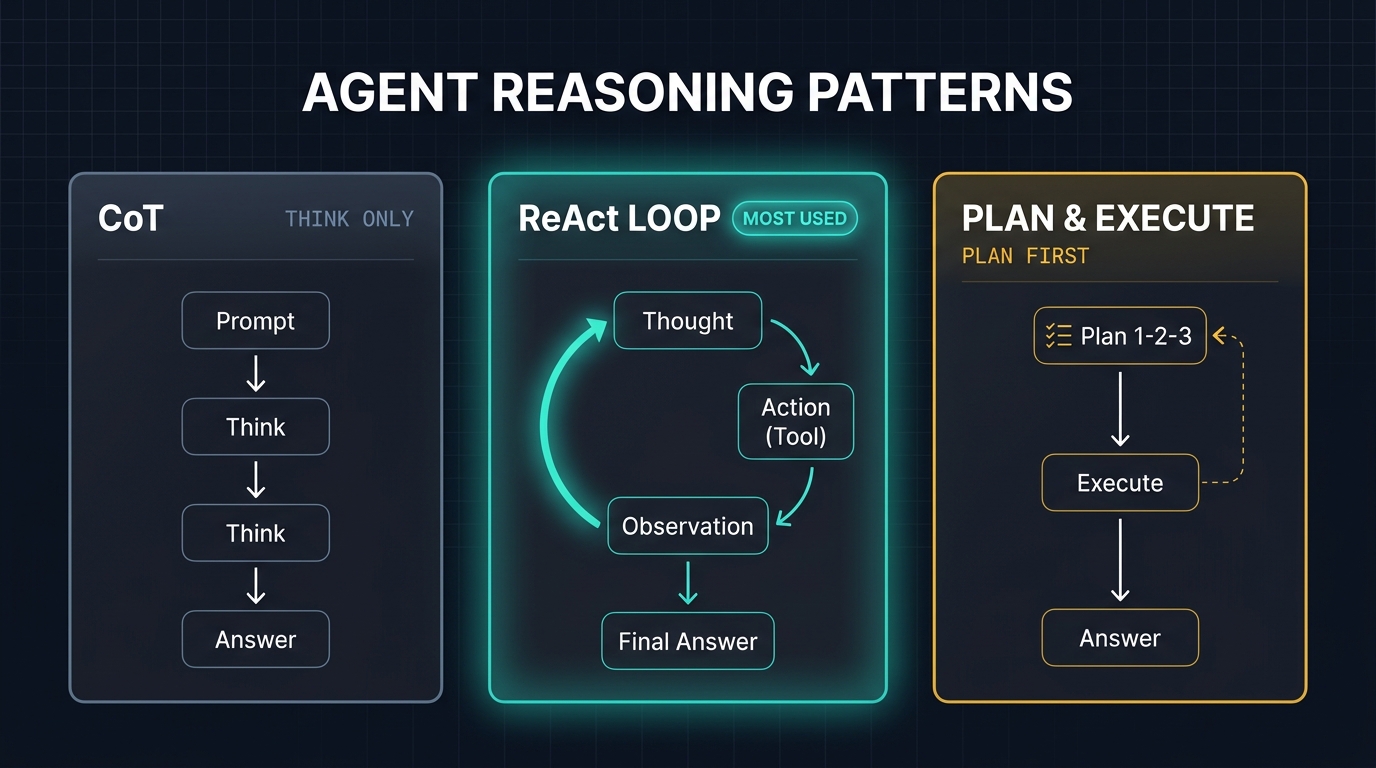 AGENT REASONING PATTERNS
CoT
THINK ONLY
Prompt
Think
Think
Answer
ReAct LOOP
MOST USED
Thought
Action
(Tool)
Observation
Final Answer
PLAN & EXECUTE
PLAN FIRST
Plan 1-2-3
Execute
Answer